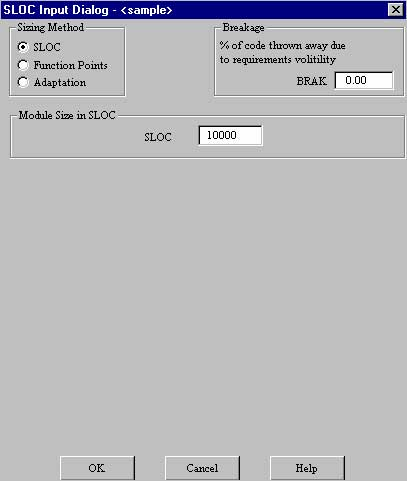 SLOC Input Dialog - <sample>
Sizing Method
SLOC
Function Points
Adaptation
Breakage
% of code thrown away due
to requirements volitility
BRAK 0.00
Module Size in SLOC
SLOC 10000
OK Cancel Help